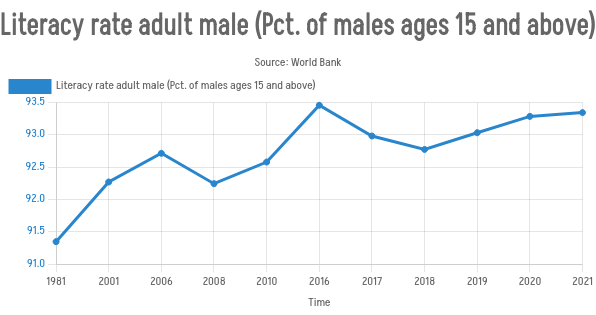 Literacy rate adult male (Pct. of males ages 15 and above)
Source: World Bank
Literacy rate adult male (Pct. of males ages 15 and above)
93.5
93.0
92.5
92.0
91.5
91.0
1981 2001 2006 2008 2010 2016 2017 2018 2019 2020 2021
Time